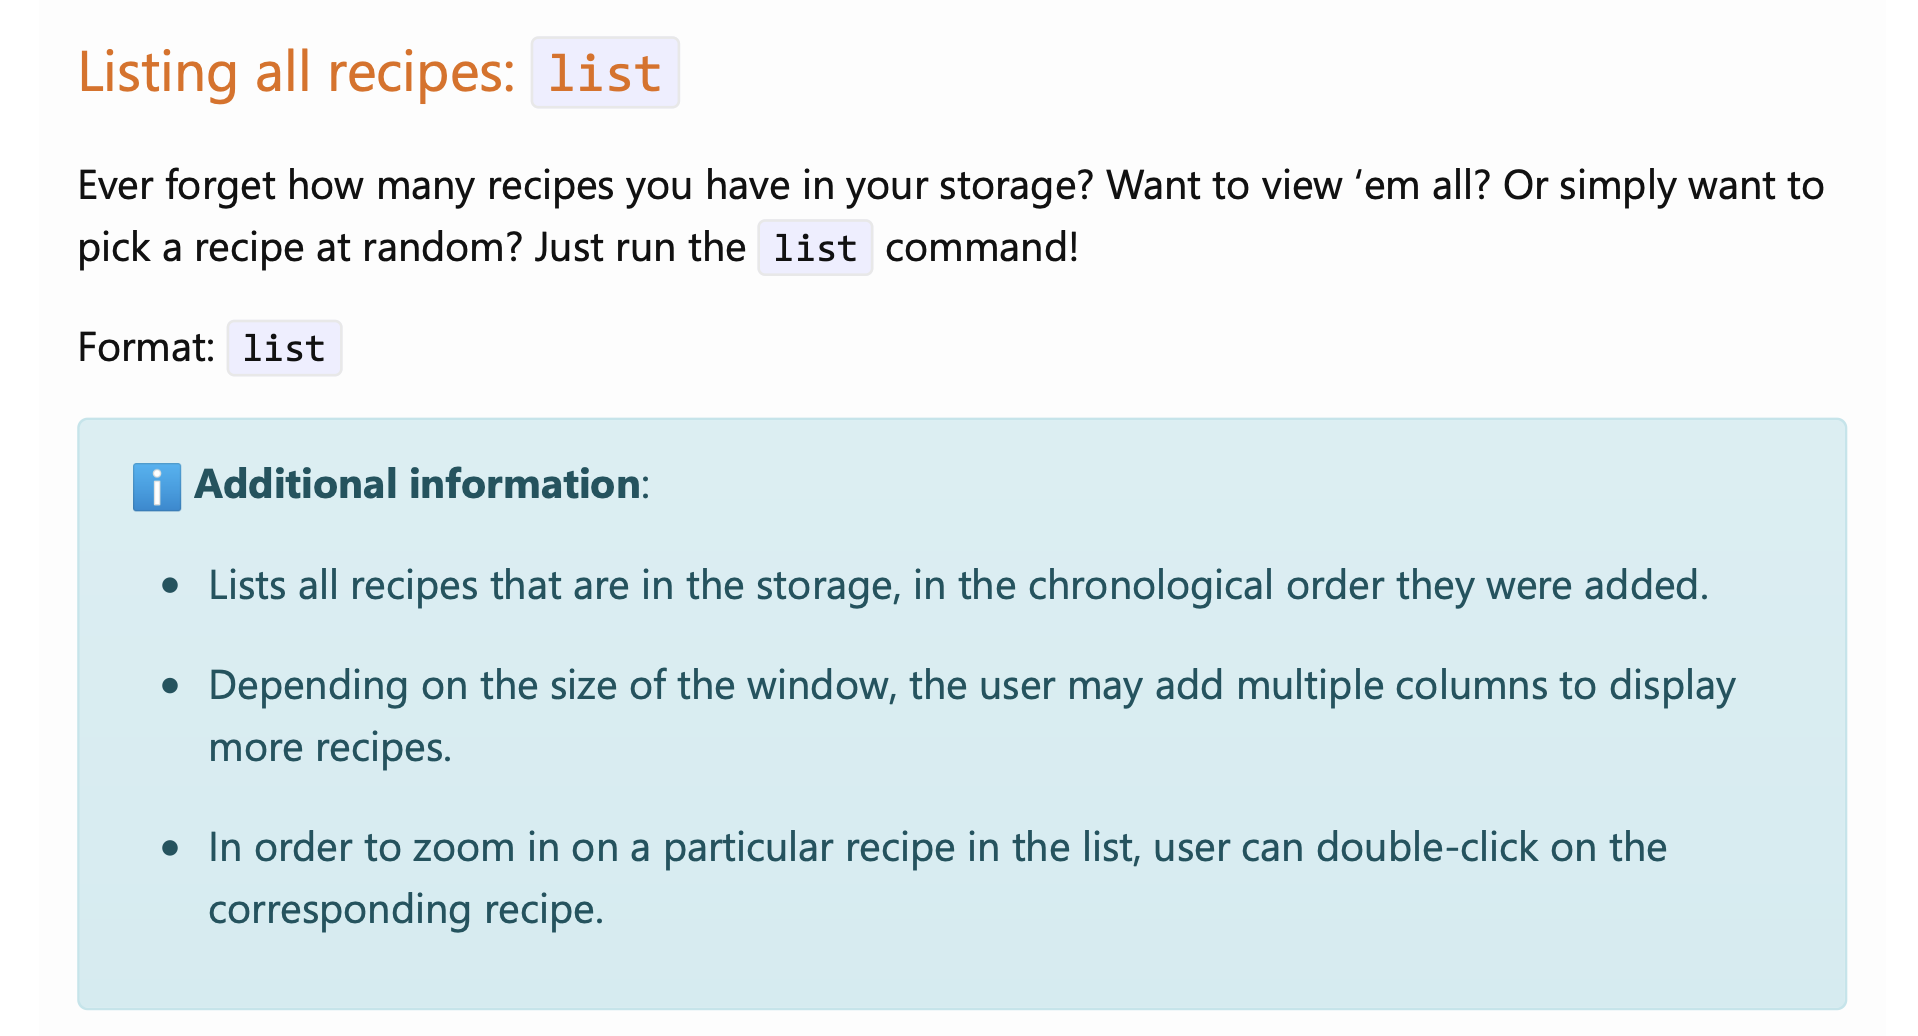 Listing all recipes: list
Ever forget how many recipes you have in your storage? Want to view ‘em all? Or simply want to
pick a recipe at random? Just run the list command!
Format: list
ℹ️ Additional information:
• Lists all recipes that are in the storage, in the chronological order they were added.
• Depending on the size of the window, the user may add multiple columns to display
more recipes.
• In order to zoom in on a particular recipe in the list, user can double-click on the
corresponding recipe.